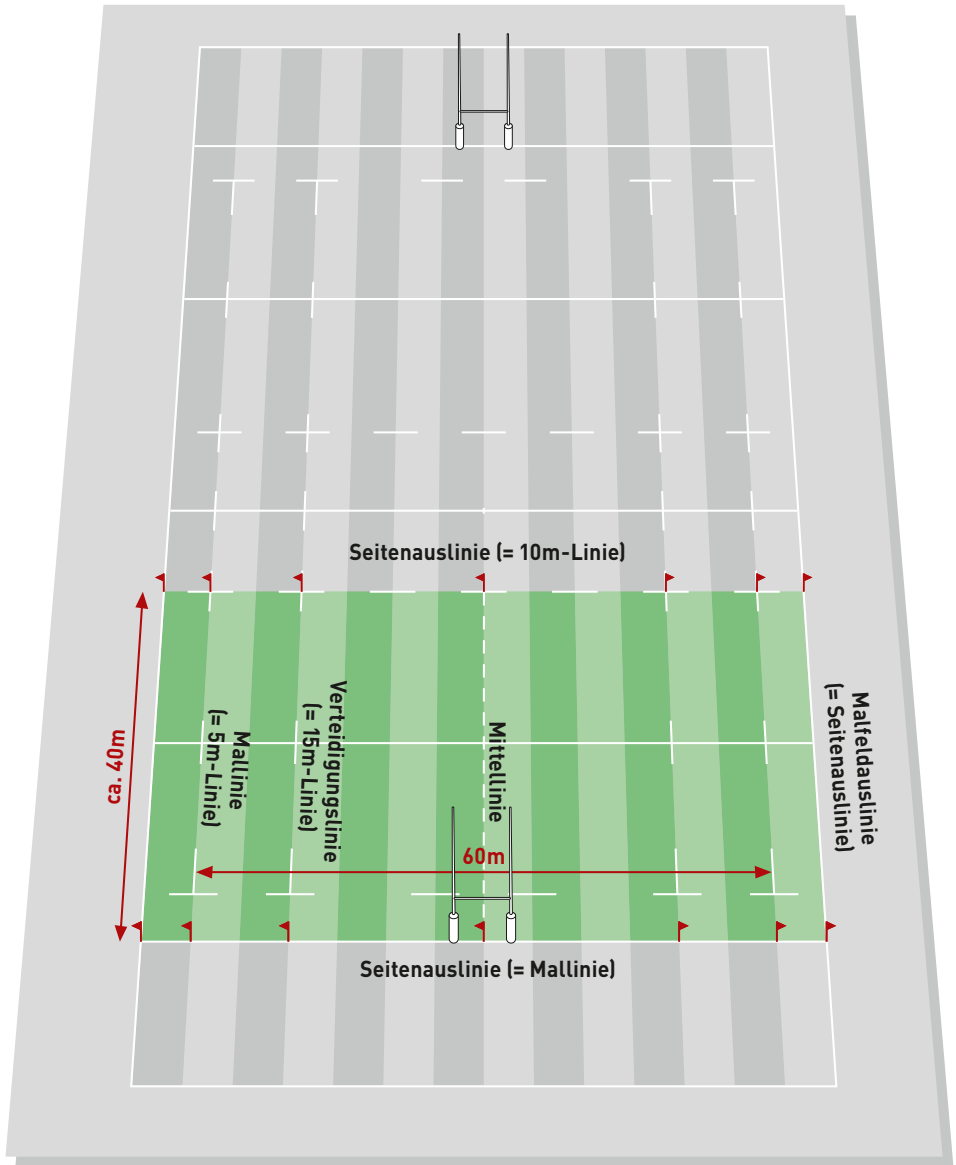 Seitenauslinie (= 10m-Linie)
ca. 40m
Mallinie
(= 5m-Linie)
Verteidigungslinie
(= 15m-Linie)
Mittellinie
Malfeldauslinie
(= Seitenauslinie)
60m
Seitenauslinie (= Mallinie)